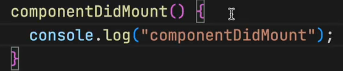 componentDidMount() {
  console.log("componentDidMount");
}